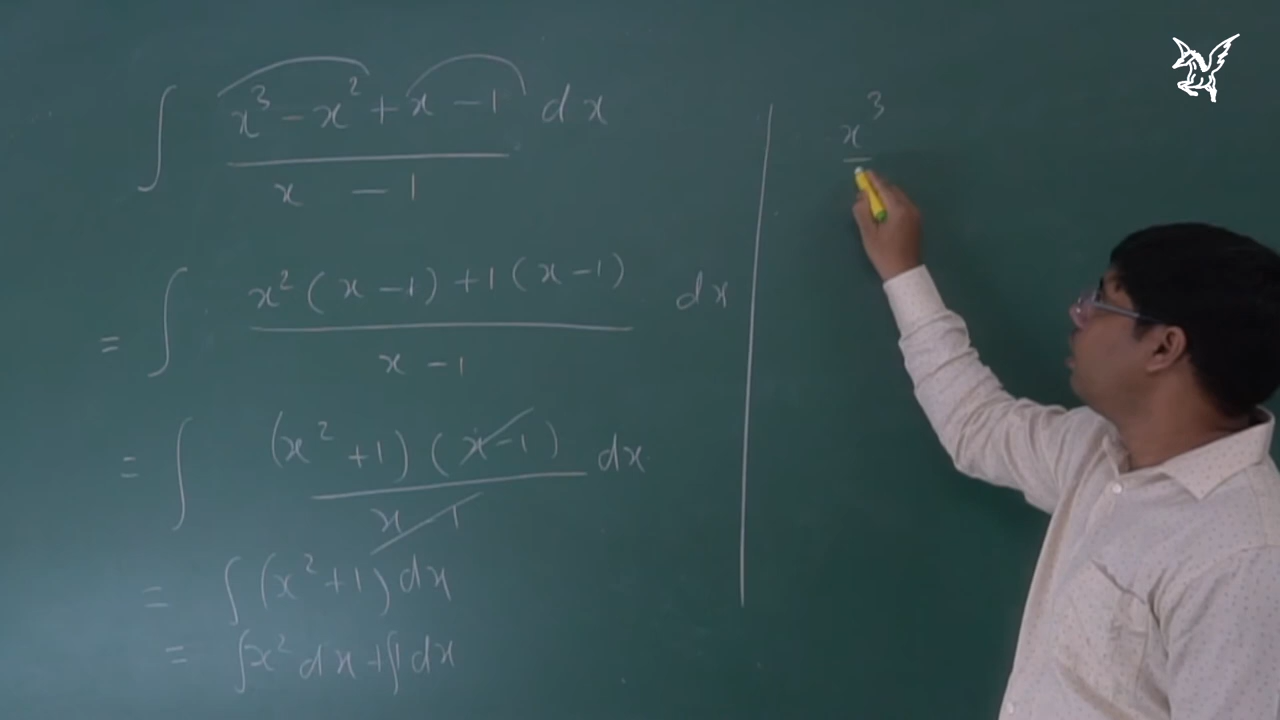 ∫ (x³ − x² + x − 1)/(x − 1) dx
= ∫ (x²(x−1) + 1(x−1))/(x−1) dx
= ∫ ((x²+1)(x−1))/(x−1) dx
= ∫(x²+1)dx
= ∫x² dx + ∫1 dx
x³/